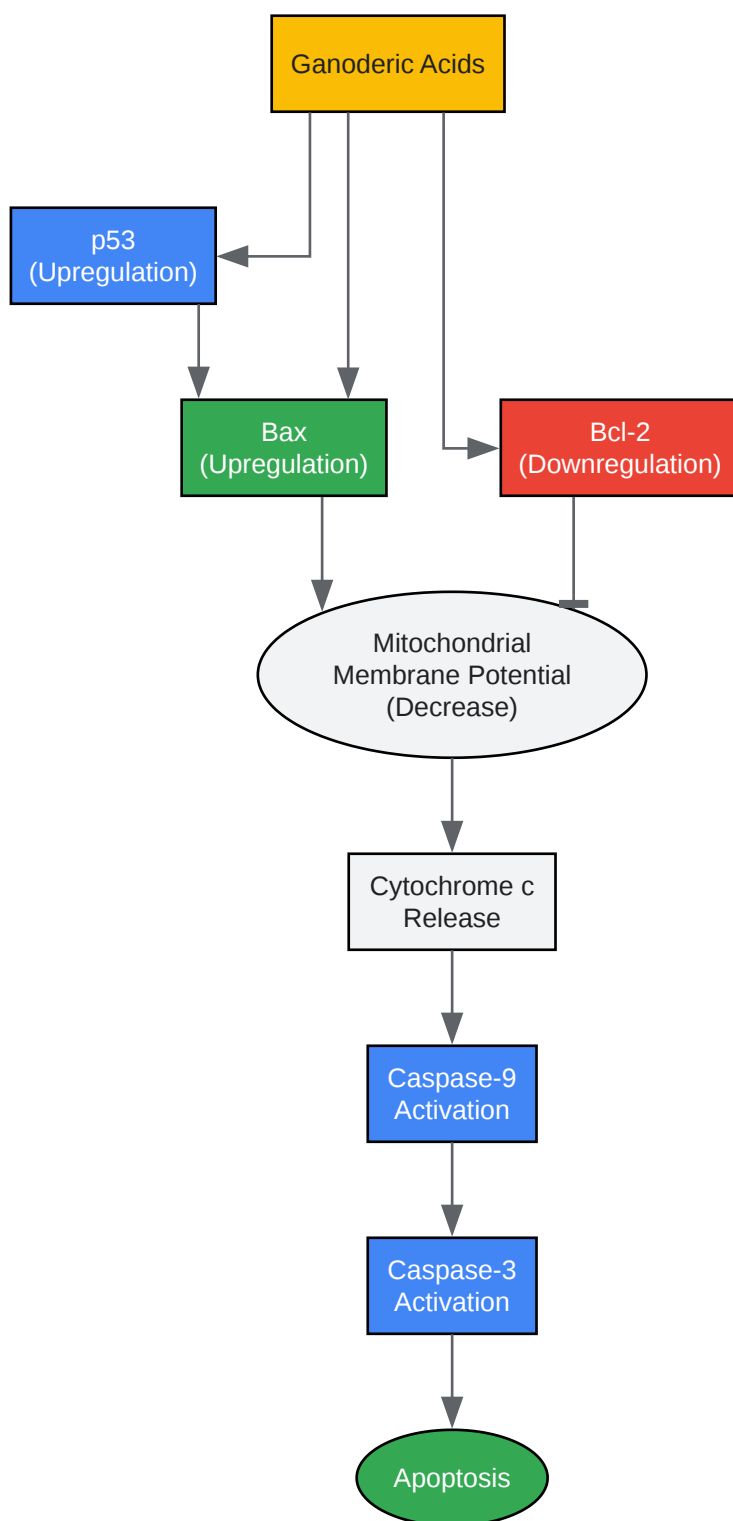 Ganoderic Acids
p53
(Upregulation)
Bax
(Upregulation)
Bcl-2
(Downregulation)
Mitochondrial
Membrane Potential
(Decrease)
Cytochrome c
Release
Caspase-9
Activation
Caspase-3
Activation
Apoptosis